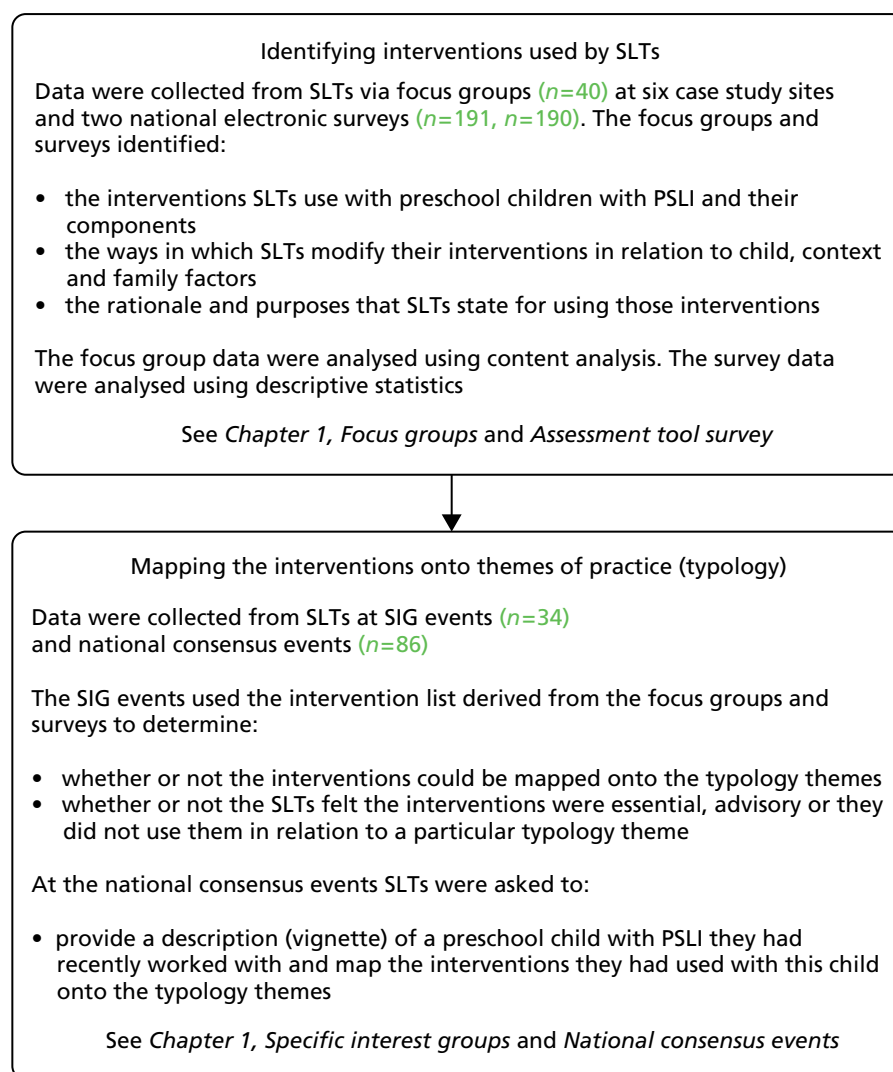 Identifying interventions used by SLTs
Data were collected from SLTs via focus groups (n=40) at six case study sites
and two national electronic surveys (n=191, n=190). The focus groups and
surveys identified:
• the interventions SLTs use with preschool children with PSLI and their
components
• the ways in which SLTs modify their interventions in relation to child, context
and family factors
• the rationale and purposes that SLTs state for using those interventions
The focus group data were analysed using content analysis. The survey data
were analysed using descriptive statistics
See Chapter 1, Focus groups and Assessment tool survey
Mapping the interventions onto themes of practice (typology)
Data were collected from SLTs at SIG events (n=34)
and national consensus events (n=86)
The SIG events used the intervention list derived from the focus groups and
surveys to determine:
• whether or not the interventions could be mapped onto the typology themes
• whether or not the SLTs felt the interventions were essential, advisory or they
did not use them in relation to a particular typology theme
At the national consensus events SLTs were asked to:
• provide a description (vignette) of a preschool child with PSLI they had
recently worked with and map the interventions they had used with this child
onto the typology themes
See Chapter 1, Specific interest groups and National consensus events